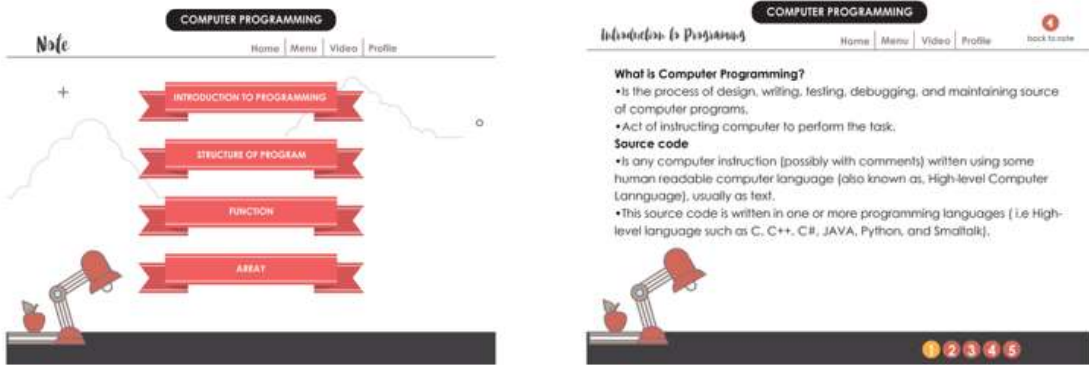 COMPUTER PROGRAMMING
Note
Home | Menu | Video | Profile
INTRODUCTION TO PROGRAMMING
STRUCTURE OF PROGRAM
FUNCTION
ARRAY
COMPUTER PROGRAMMING
Introduction to Programing
Home | Menu | Video | Profile
back to note
What is Computer Programming?
•Is the process of design, writing, testing, debugging, and maintaining source
of computer programs.
•Act of instructing computer to perform the task.
Source code
•Is any computer instruction (possibly with comments) written using some
human readable computer language (also known as, High-level Computer
Lannguage), usually as text.
•This source code is written in one or more programming languages ( i.e High-
level language such as C, C++, C#, JAVA, Python, and Smaltalk).
1 2 3 4 5